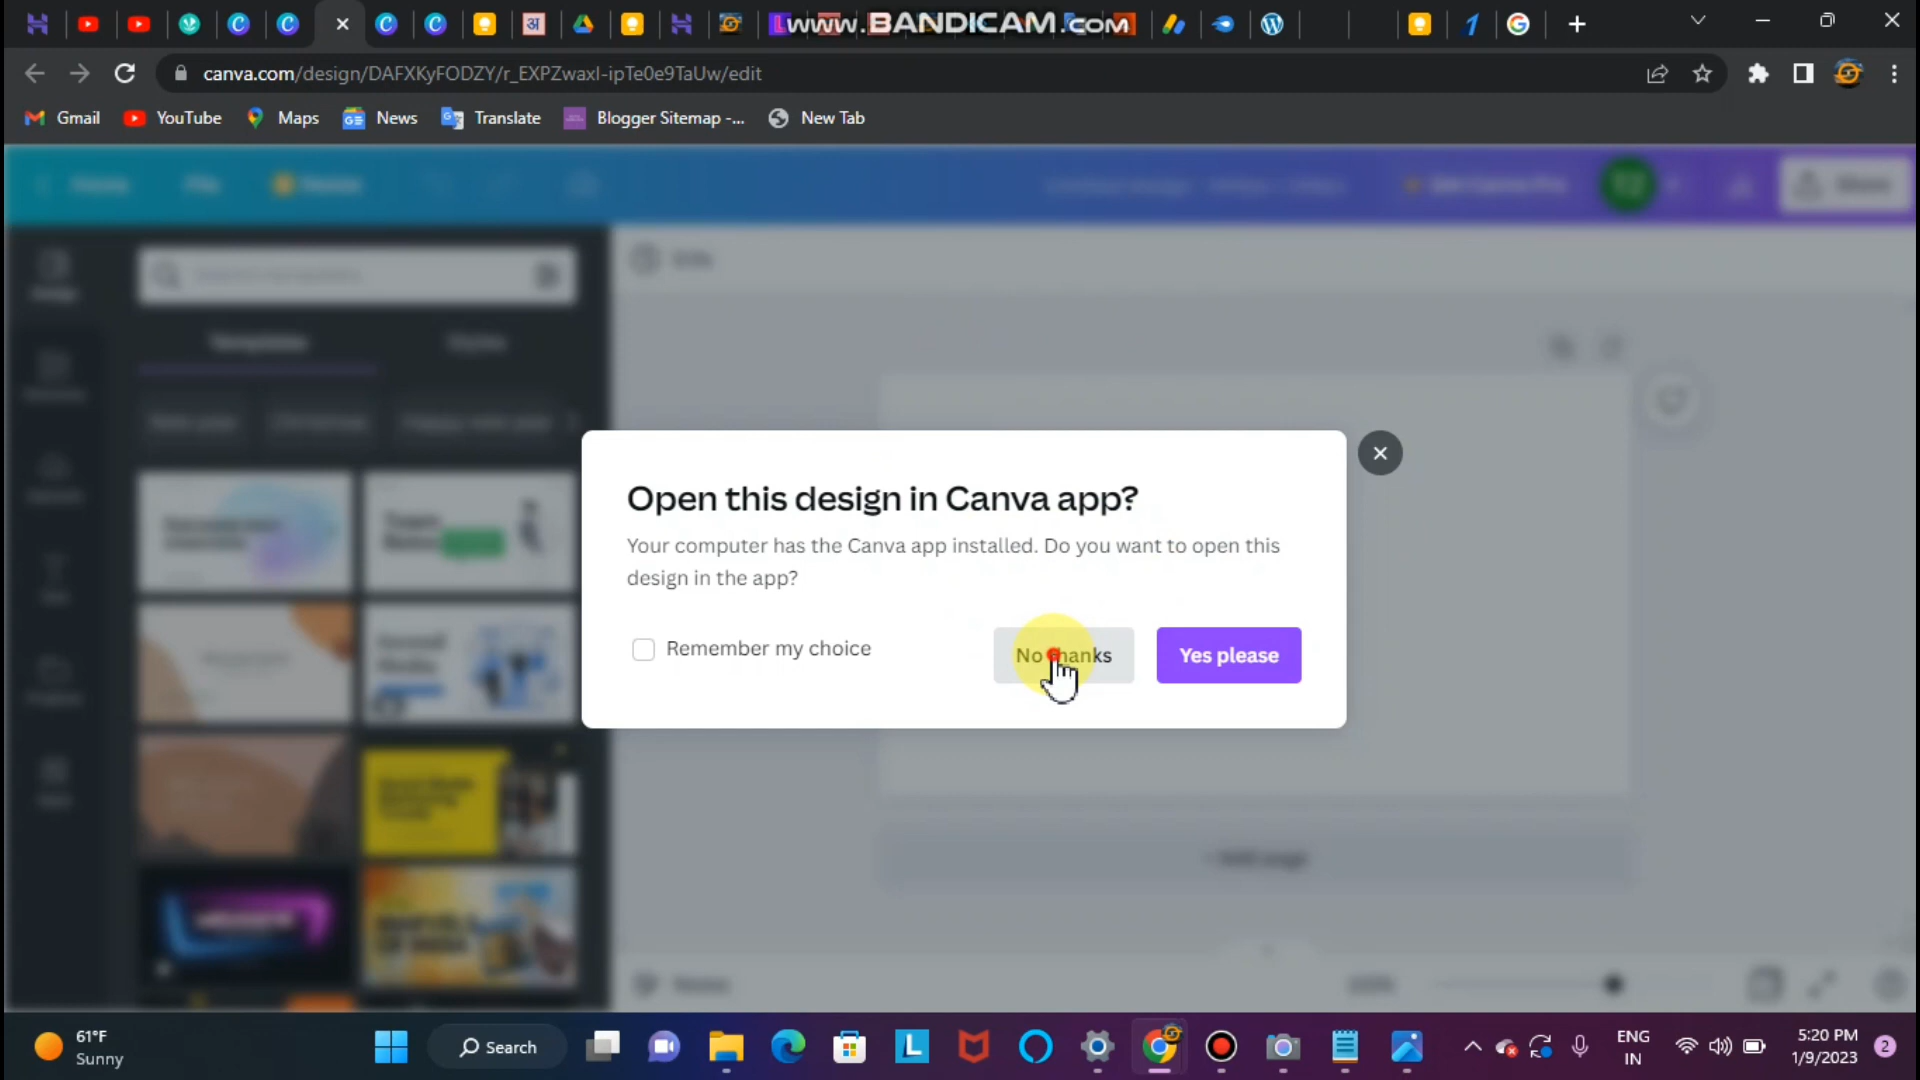 www.BANDICAM.com
canva.com/design/DAFXKyFODZY/r_EXPZwaxI-ipTe0e9TaUw/edit
Gmail YouTube Maps News Translate Blogger Sitemap -... New Tab
Templates Styles
Open this design in Canva app?
Your computer has the Canva app installed. Do you want to open this
design in the app?
Remember my choice No thanks Yes please
61°F
Sunny
Search
ENG
IN
5:20 PM
1/9/2023
2